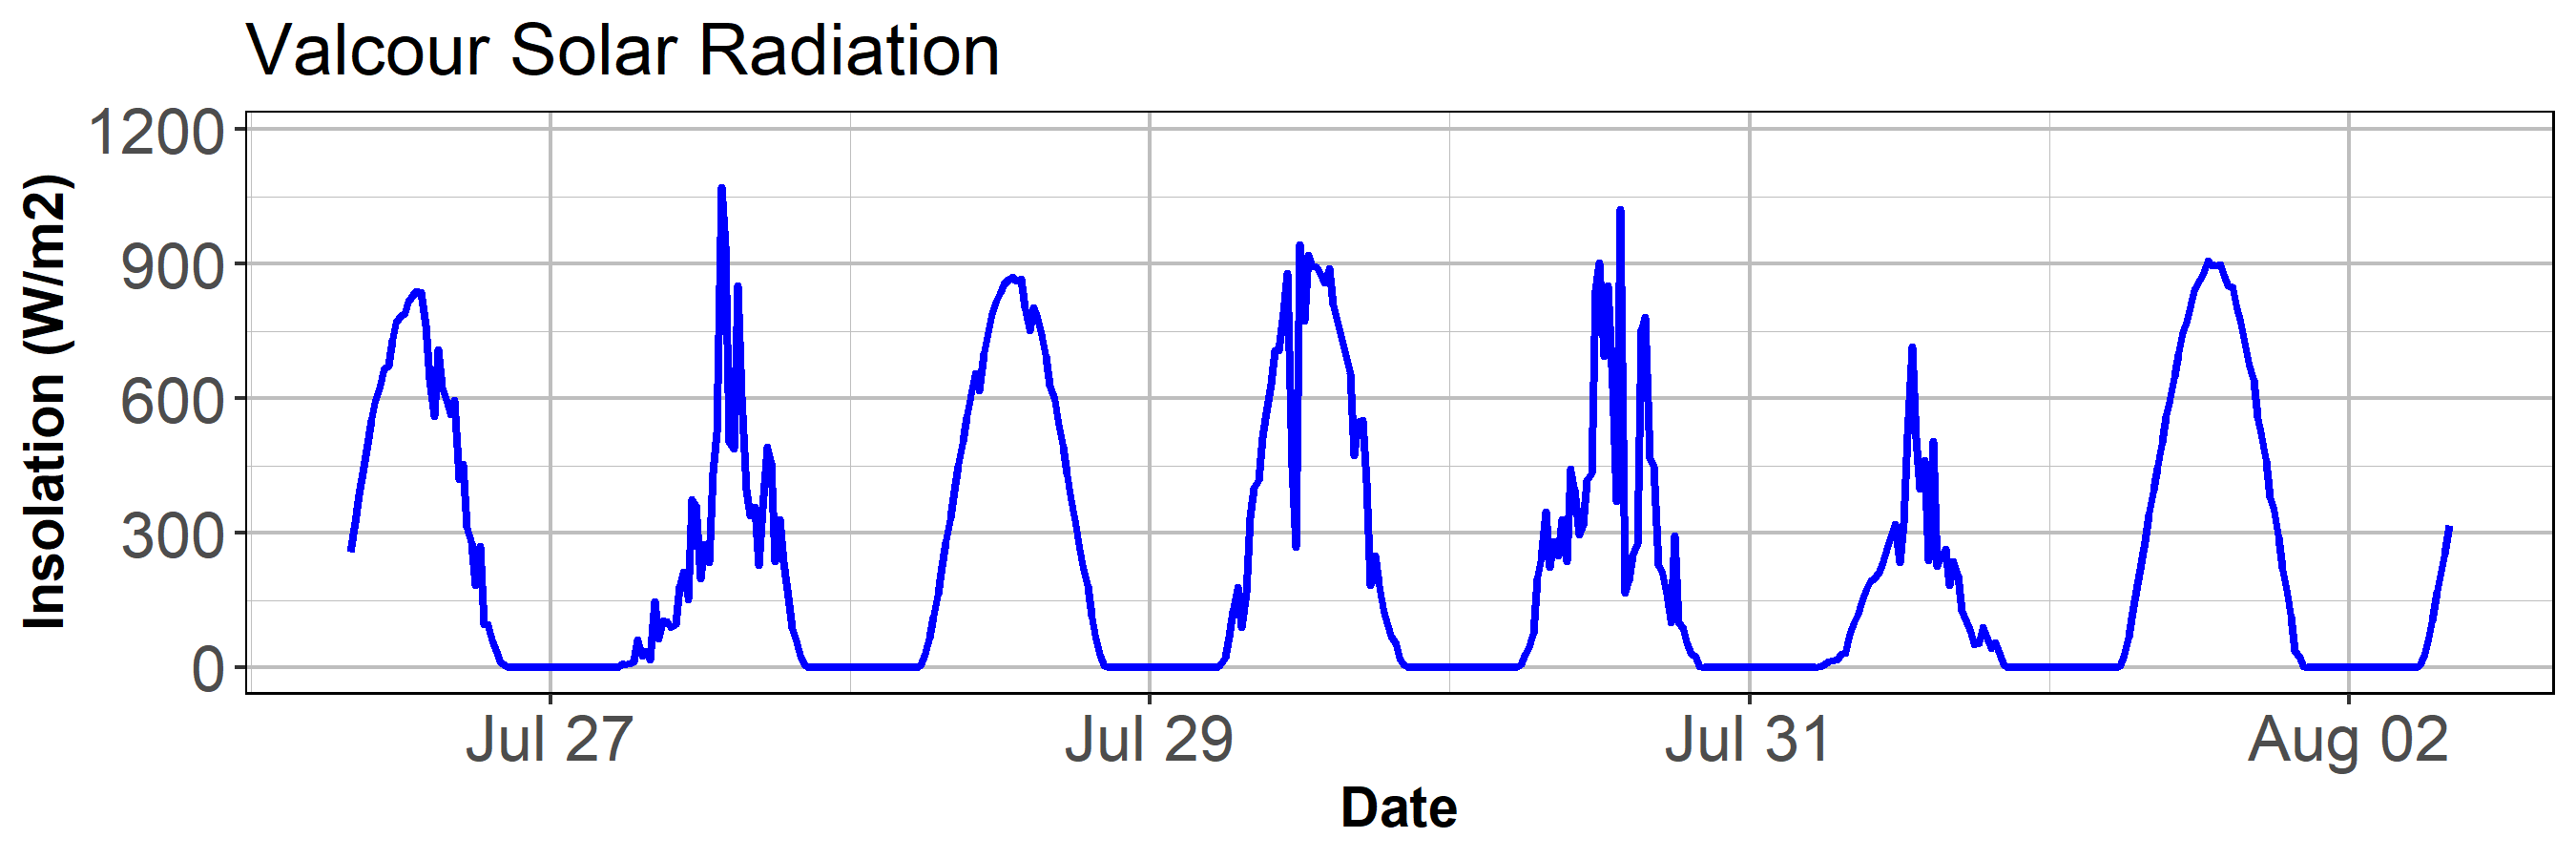 Valcour Solar Radiation
1200
900
600
300
0
Insolation (W/m2)
Jul 27 Jul 29 Jul 31 Aug 02
Date